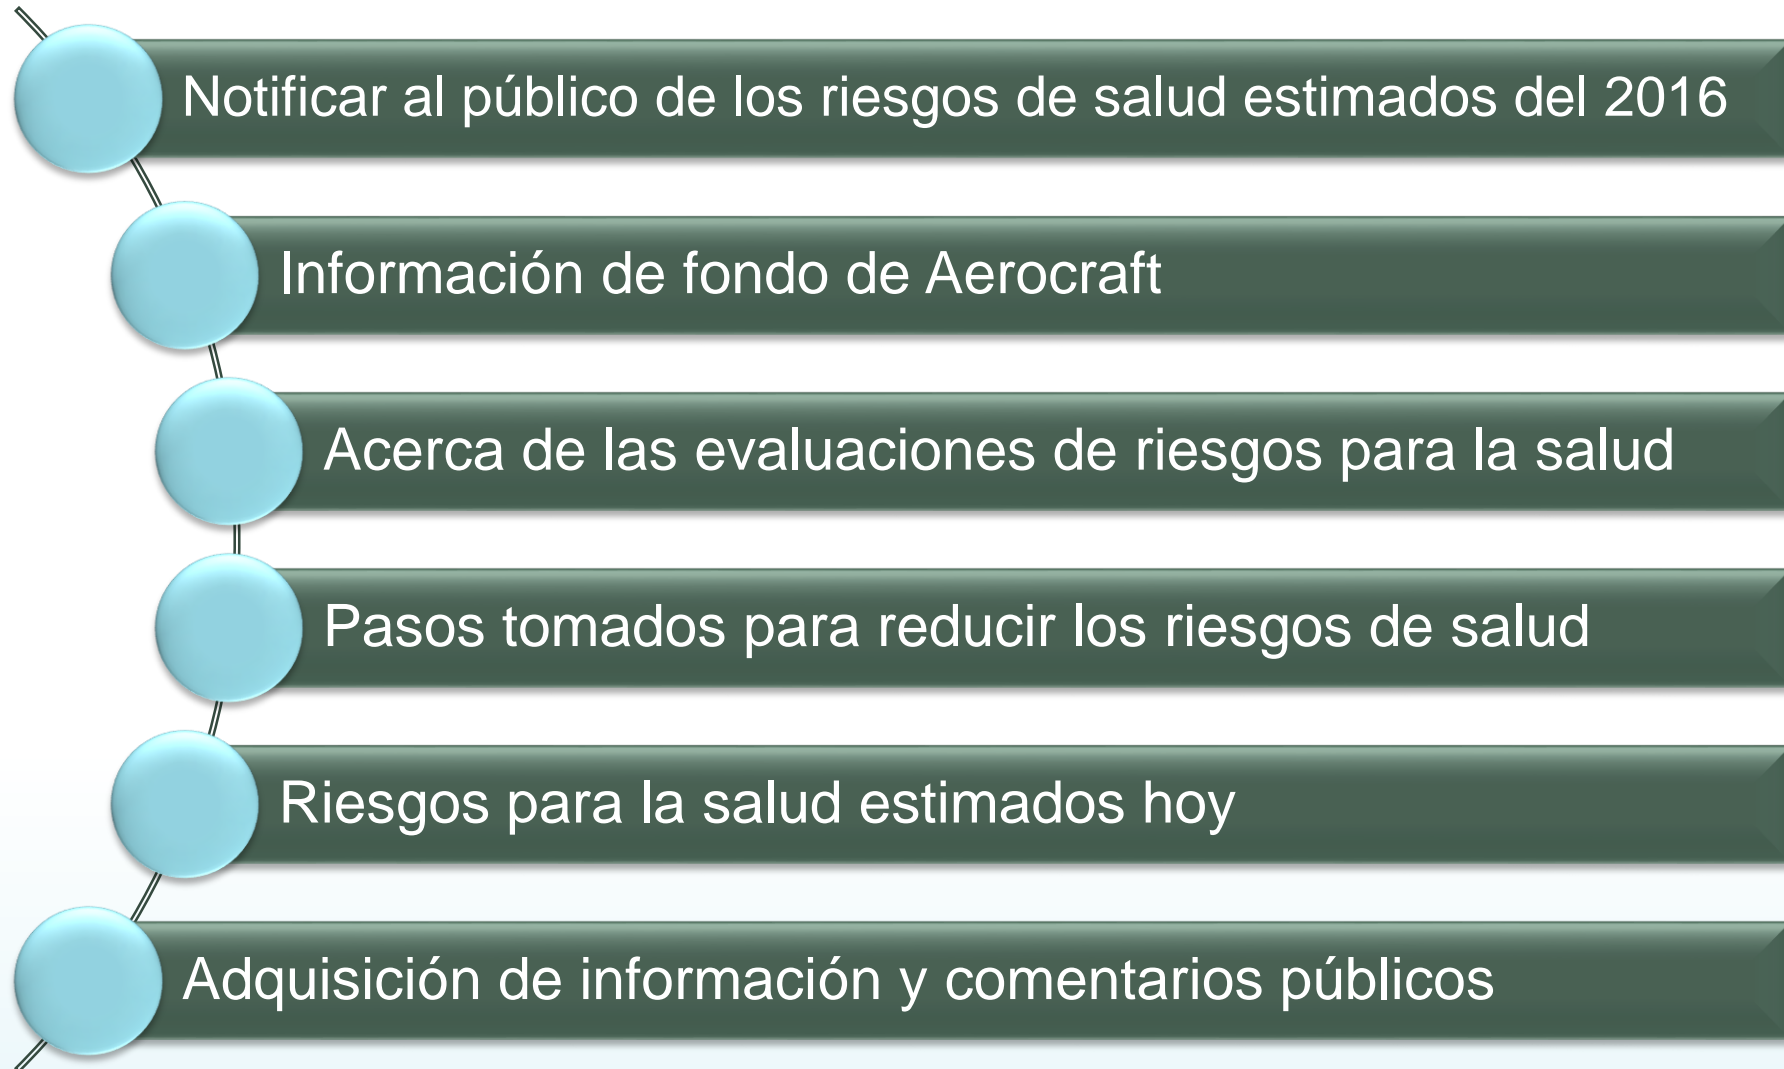 Notificar al público de los riesgos de salud estimados del 2016
Información de fondo de Aerocraft
Acerca de las evaluaciones de riesgos para la salud
Pasos tomados para reducir los riesgos de salud
Riesgos para la salud estimados hoy
Adquisición de información y comentarios públicos